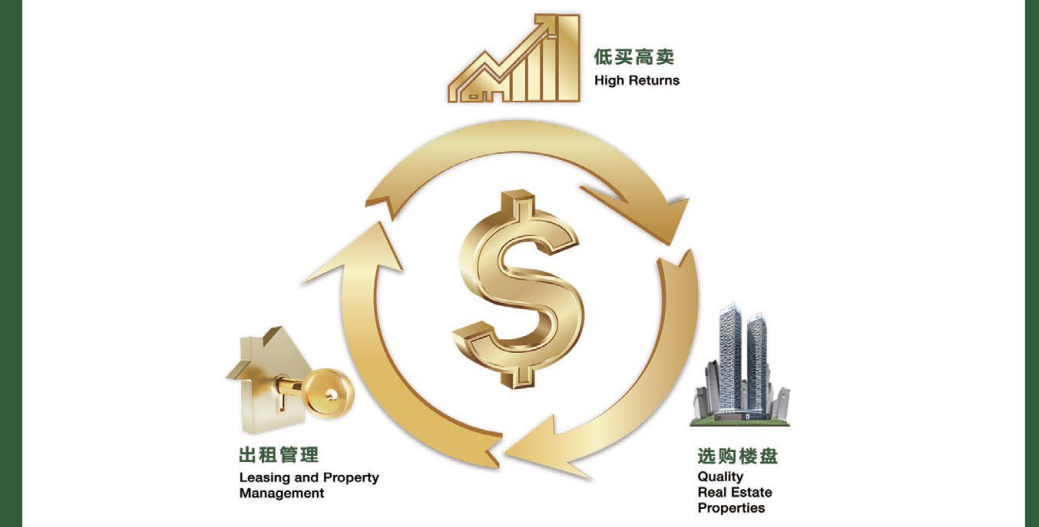 低买高卖
High Returns
出租管理
Leasing and Property
Management
选购楼盘
Quality
Real Estate
Properties